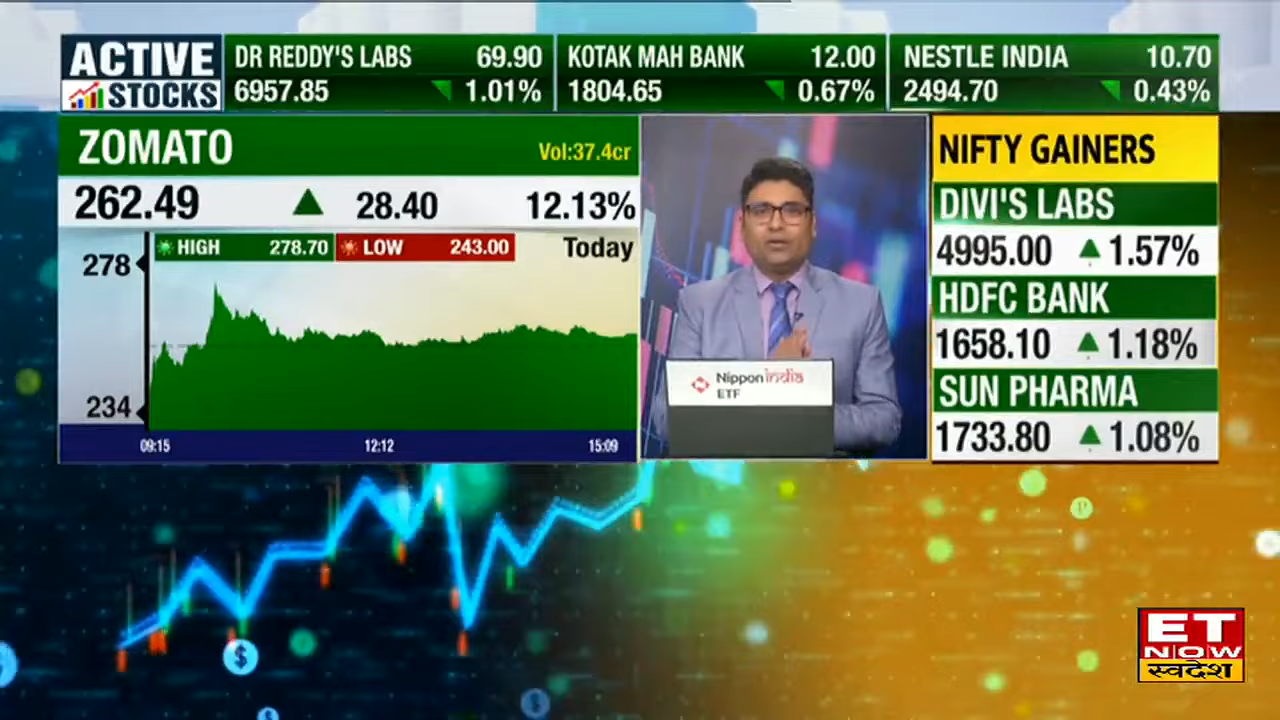 ACTIVE STOCKS
DR REDDY'S LABS 69.90
6957.85 1.01%
KOTAK MAH BANK 12.00
1804.65 0.67%
NESTLE INDIA 10.70
2494.70 0.43%
ZOMATO Vol:37.4cr
262.49 28.40 12.13%
HIGH 278.70 LOW 243.00 Today
278
234
09:15 12:12 15:09
Nippon india
ETF
NIFTY GAINERS
DIVI'S LABS
4995.00 1.57%
HDFC BANK
1658.10 1.18%
SUN PHARMA
1733.80 1.08%
$
$
ET
NOW
स्वदेश